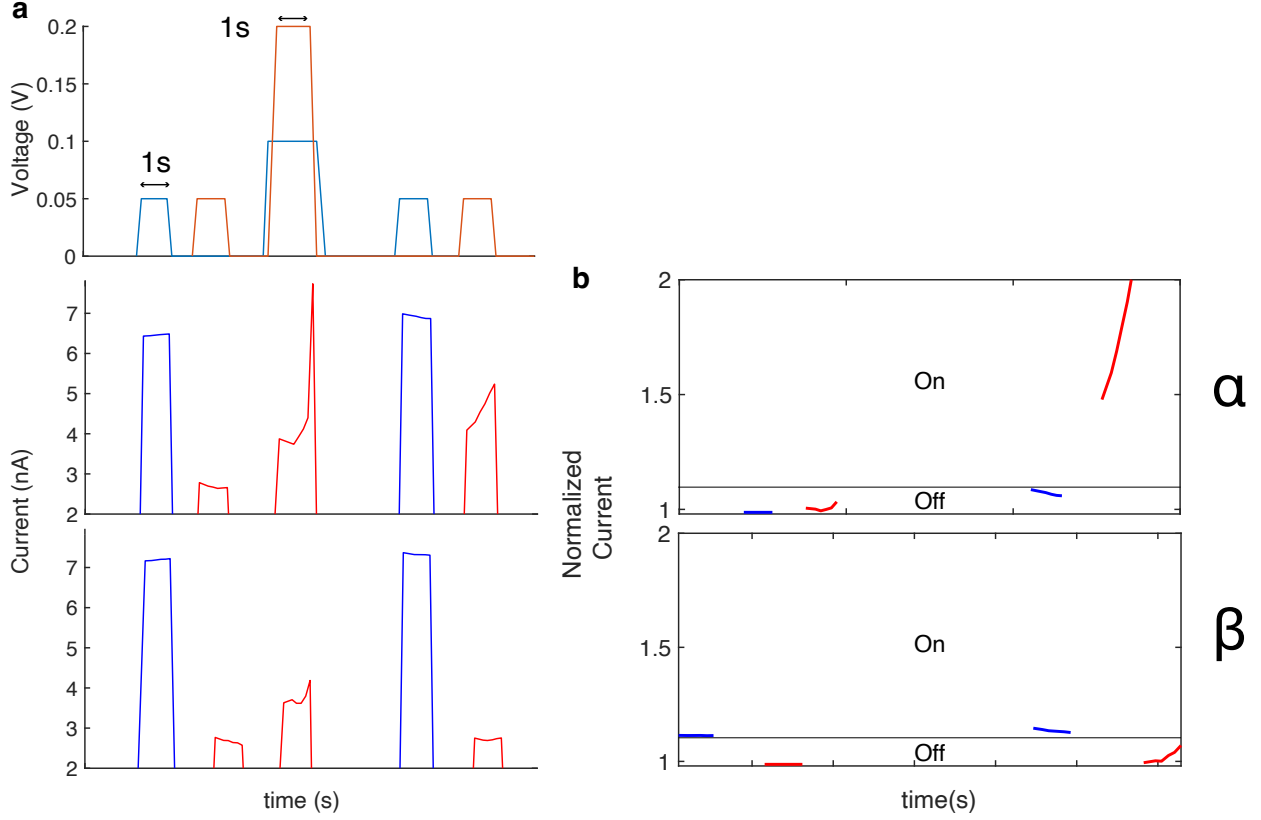 a
1s
1s
Voltage (V)
0.2
0.15
0.1
0.05
0
Current (nA)
7
6
5
4
3
2
7
6
5
4
3
2
time (s)
b
Normalized
Current
2
1.5
1
On
Off
α
2
1.5
1
On
Off
β
time(s)